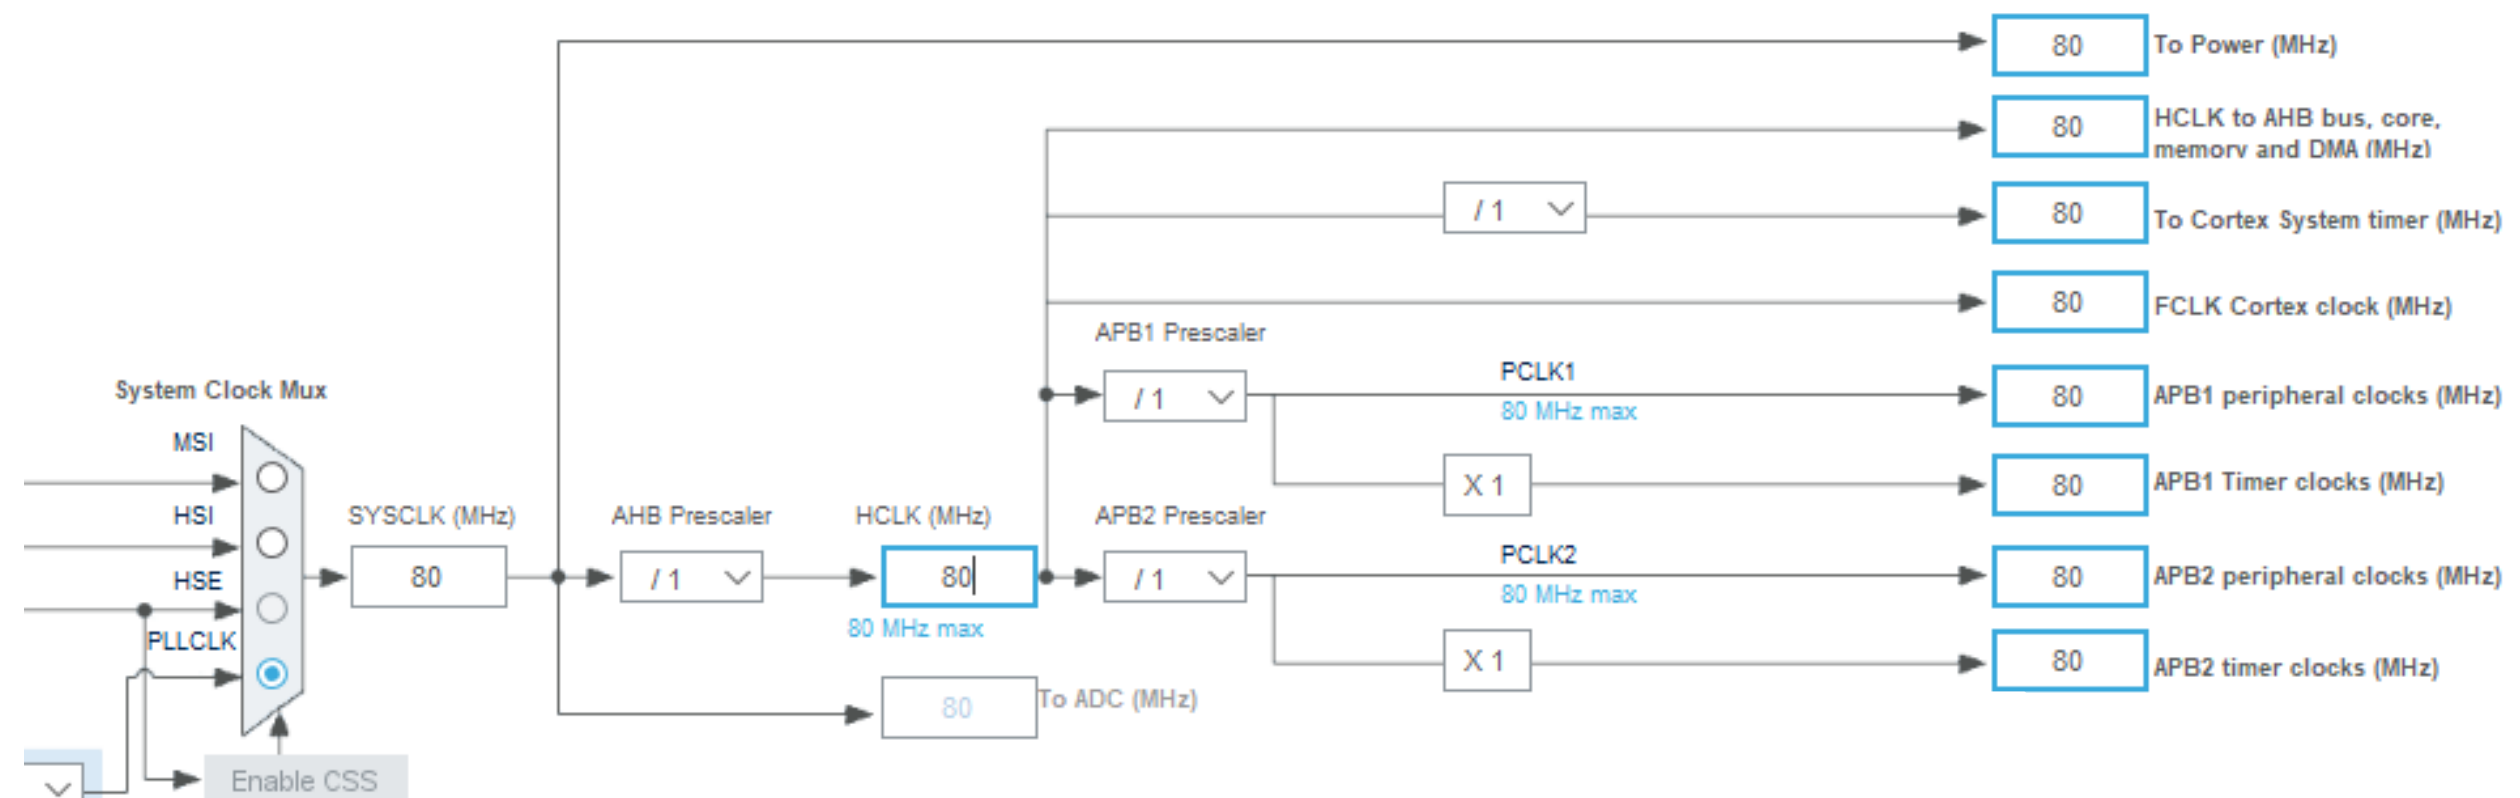 80
To Power (MHz)
80
HCLK to AHB bus, core,
memory and DMA (MHz)
/ 1
80
To Cortex System timer (MHz)
80
FCLK Cortex clock (MHz)
APB1 Prescaler
/ 1
PCLK1
80 MHz max
80
APB1 peripheral clocks (MHz)
X 1
80
APB1 Timer clocks (MHz)
System Clock Mux
MSI
HSI
HSE
PLLCLK
SYSCLK (MHz)
80
AHB Prescaler
/ 1
HCLK (MHz)
80
80 MHz max
APB2 Prescaler
/ 1
PCLK2
80 MHz max
80
APB2 peripheral clocks (MHz)
X 1
80
APB2 timer clocks (MHz)
80
To ADC (MHz)
Enable CSS